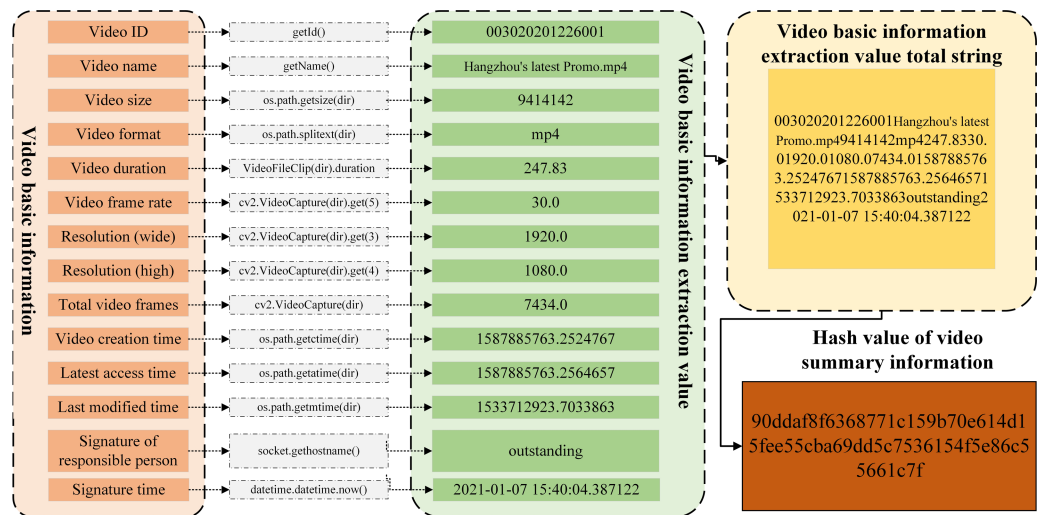 Video basic information
Video ID
getId()
003020201226001
Video name
getName()
Hangzhou's latest Promo.mp4
Video size
os.path.getsize(dir)
9414142
Video format
os.path.splitext(dir)
mp4
Video duration
VideoFileClip(dir).duration
247.83
Video frame rate
cv2.VideoCapture(dir).get(5)
30.0
Resolution (wide)
cv2.VideoCapture(dir).get(3)
1920.0
Resolution (high)
cv2.VideoCapture(dir).get(4)
1080.0
Total video frames
cv2.VideoCapture(dir)
7434.0
Video creation time
os.path.getctime(dir)
1587885763.2524767
Latest access time
os.path.getatime(dir)
1587885763.2564657
Last modified time
os.path.getmtime(dir)
1533712923.7033863
Signature of
responsible person
socket.gethostname()
outstanding
Signature time
datetime.datetime.now()
2021-01-07 15:40:04.387122
Video basic information extraction value
Video basic information
extraction value total string
003020201226001Hangzhou's latest
Promo.mp49414142mp4247.8330.
01920.01080.07434.0158788576
3.25247671587885763.25646571
533712923.7033863outstanding2
021-01-07 15:40:04.387122
Hash value of video
summary information
90ddaf8f6368771c159b70e614d1
5fee55cba69dd5c7536154f5e86c5
5661c7f